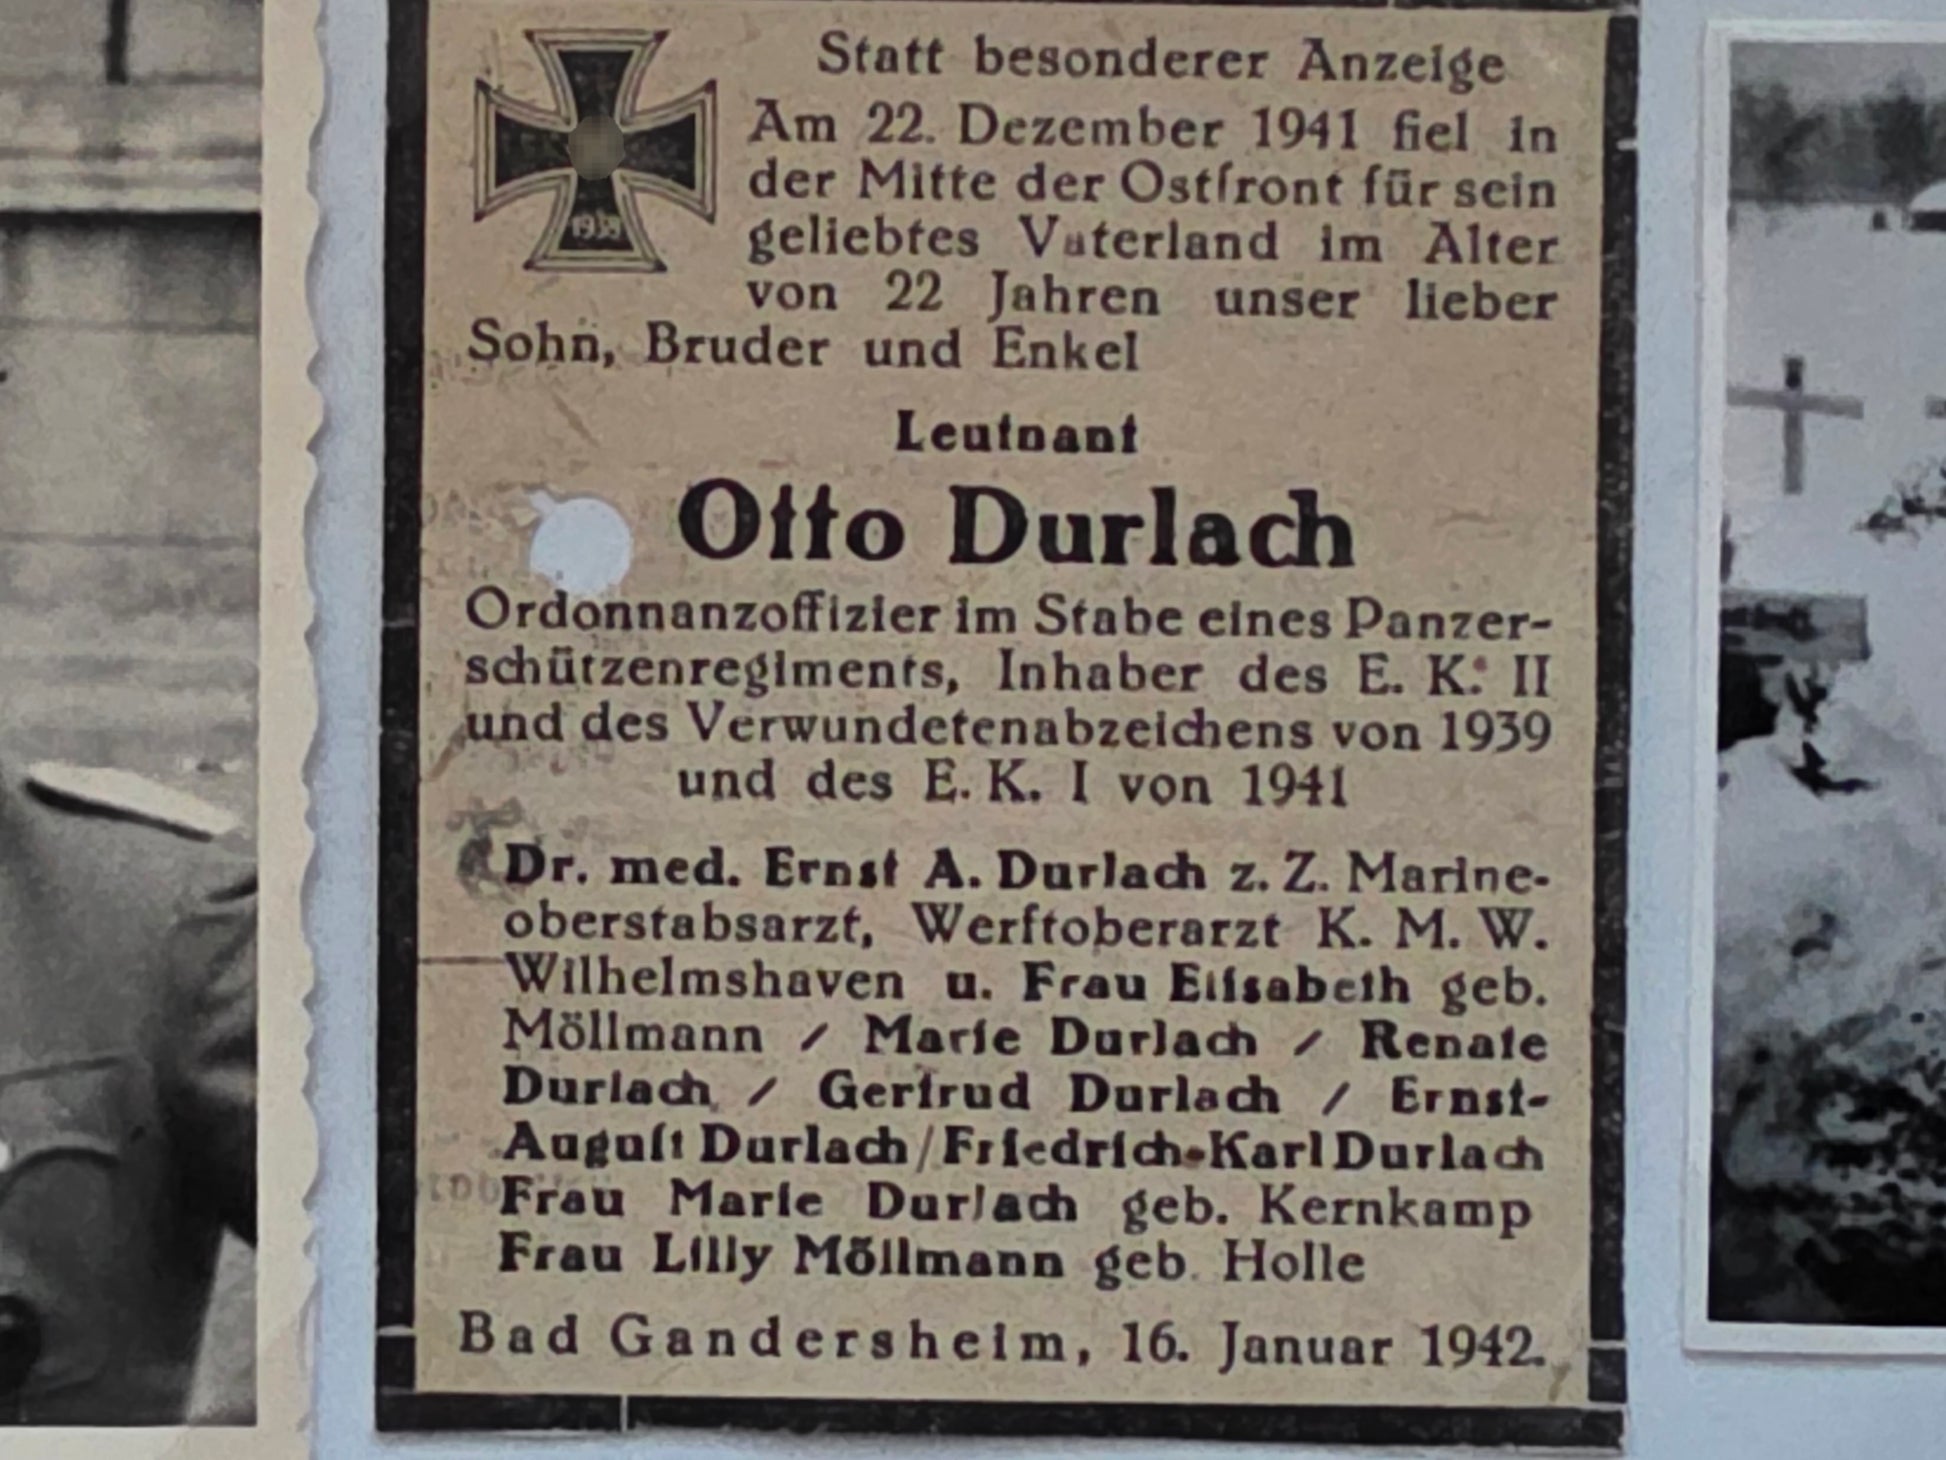 Statt besonderer Anzeige
Am 22. Dezember 1941 fiel in
der Mitte der Ostfront für sein
geliebtes Vaterland im Alter
von 22 Jahren unser lieber
Sohn, Bruder und Enkel
1939
Leutnant
Otto Durlach
Ordonnanzoffizier im Stabe eines Panzer-
schützenregiments, Inhaber des E. K. II
und des Verwundetenabzeichens von 1939
und des E. K. I von 1941
Dr. med. Ernst A. Durlach z. Z. Marine-
oberstabsarzt, Werftoberarzt K. M. W.
Wilhelmshaven u. Frau Elisabeth geb.
Möllmann / Marie Durlach / Renate
Durlach / Gertrud Durlach / Ernst-
August Durlach / Friedrich-Karl Durlach
Frau Marie Durlach geb. Kernkamp
Frau Lilly Möllmann geb. Holle
Bad Gandersheim, 16. Januar 1942.